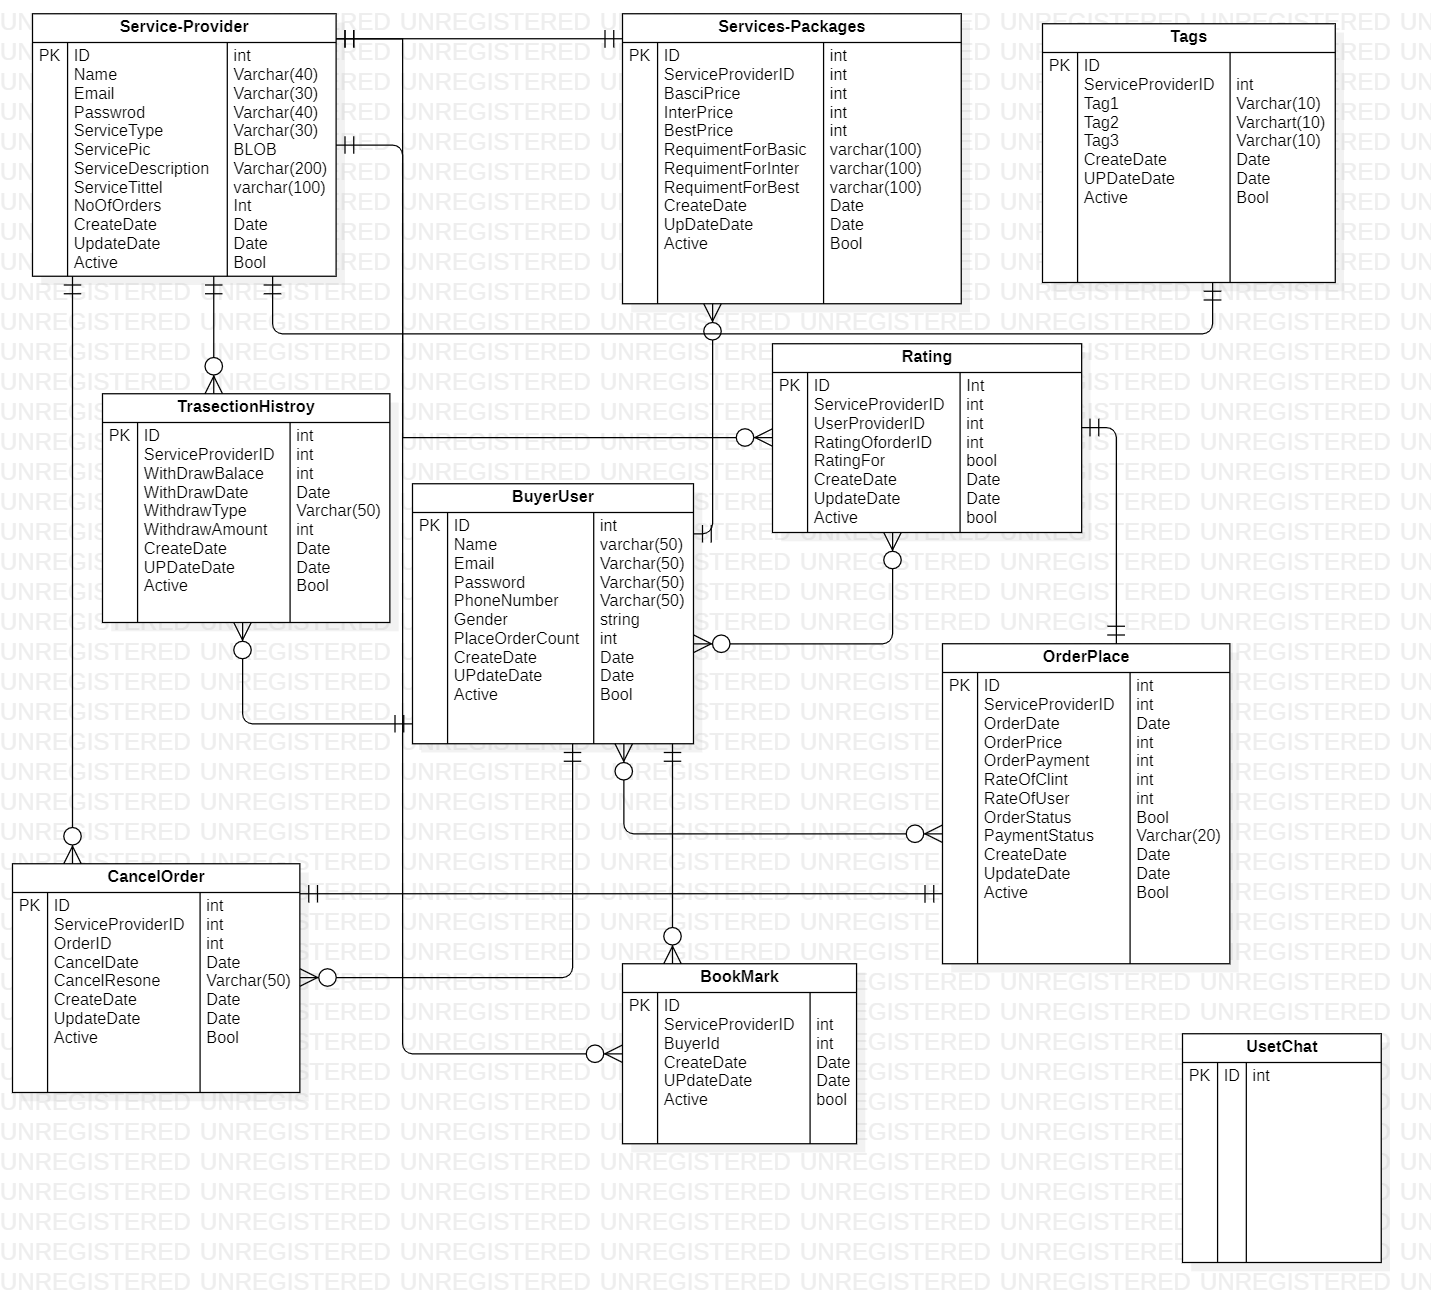 Service-Provider
PK ID int
Name Varchar(40)
Email Varchar(30)
Passwrod Varchar(40)
ServiceType Varchar(30)
ServicePic BLOB
ServiceDescription Varchar(200)
ServiceTittel varchar(100)
NoOfOrders Int
CreateDate Date
UpdateDate Date
Active Bool
Services-Packages
PK ID int
ServiceProviderID int
BasciPrice int
InterPrice int
BestPrice int
RequimentForBasic varchar(100)
RequimentForInter varchar(100)
RequimentForBest varchar(100)
CreateDate Date
UpDateDate Date
Active Bool
Tags
PK ID
ServiceProviderID int
Tag1 Varchar(10)
Tag2 Varchart(10)
Tag3 Varchar(10)
CreateDate Date
UPDateDate Date
Active Bool
Rating
PK ID Int
ServiceProviderID int
UserProviderID int
RatingOforderID int
RatingFor bool
CreateDate Date
UpdateDate Date
Active bool
TrasectionHistroy
PK ID int
ServiceProviderID int
WithDrawBalace int
WithDrawDate Date
WithdrawType Varchar(50)
WithdrawAmount int
CreateDate Date
UPDateDate Date
Active Bool
BuyerUser
PK ID int
Name varchar(50)
Email Varchar(50)
Password Varchar(50)
PhoneNumber Varchar(50)
Gender string
PlaceOrderCount int
CreateDate Date
UPdateDate Date
Active Bool
OrderPlace
PK ID int
ServiceProviderID int
OrderDate Date
OrderPrice int
OrderPayment int
RateOfClint int
RateOfUser int
OrderStatus Bool
PaymentStatus Varchar(20)
CreateDate Date
UpdateDate Date
Active Bool
CancelOrder
PK ID int
ServiceProviderID int
OrderID int
CancelDate Date
CancelResone Varchar(50)
CreateDate Date
UpdateDate Date
Active Bool
BookMark
PK ID
ServiceProviderID int
BuyerId int
CreateDate Date
UPdateDate Date
Active bool
UsetChat
PK ID int
UNREGISTERED